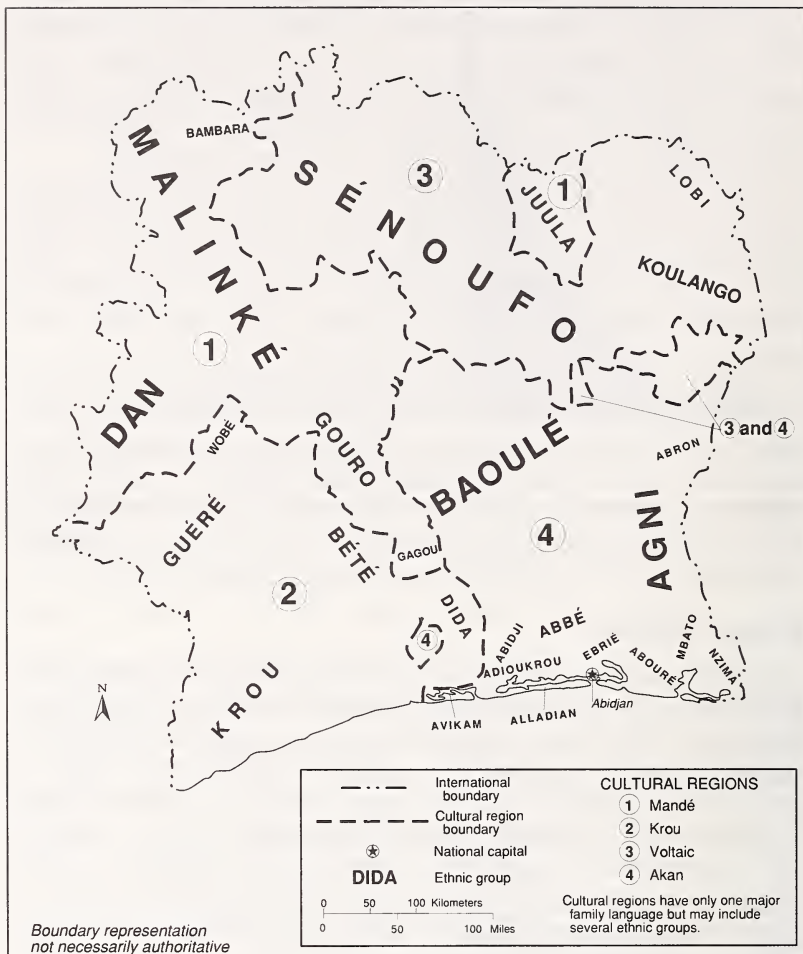 BAMBARA
MALINKÉ
SÉNOUFO
3
1
JUULA
LOBI
KOULANGO
1
DAN
WOBÉ
GOURO
BAOULÉ
3 and 4
ABRON
GUÉRÉ
BÉTÉ
GAGOU
4
AGNI
2
DIDA
4
ABIDJI
ABBÉ
ADIOUKROU
EBRIÉ
ABOURÉ
MBATO
NZIMA
KROU
N
AVIKAM
ALLADIAN
Abidjan
International
boundary
Cultural region
boundary
National capital
DIDA Ethnic group
0 50 100 Kilometers
0 50 100 Miles
CULTURAL REGIONS
1 Mandé
2 Krou
3 Voltaic
4 Akan
Cultural regions have only one major
family language but may include
several ethnic groups.
Boundary representation
not necessarily authoritative